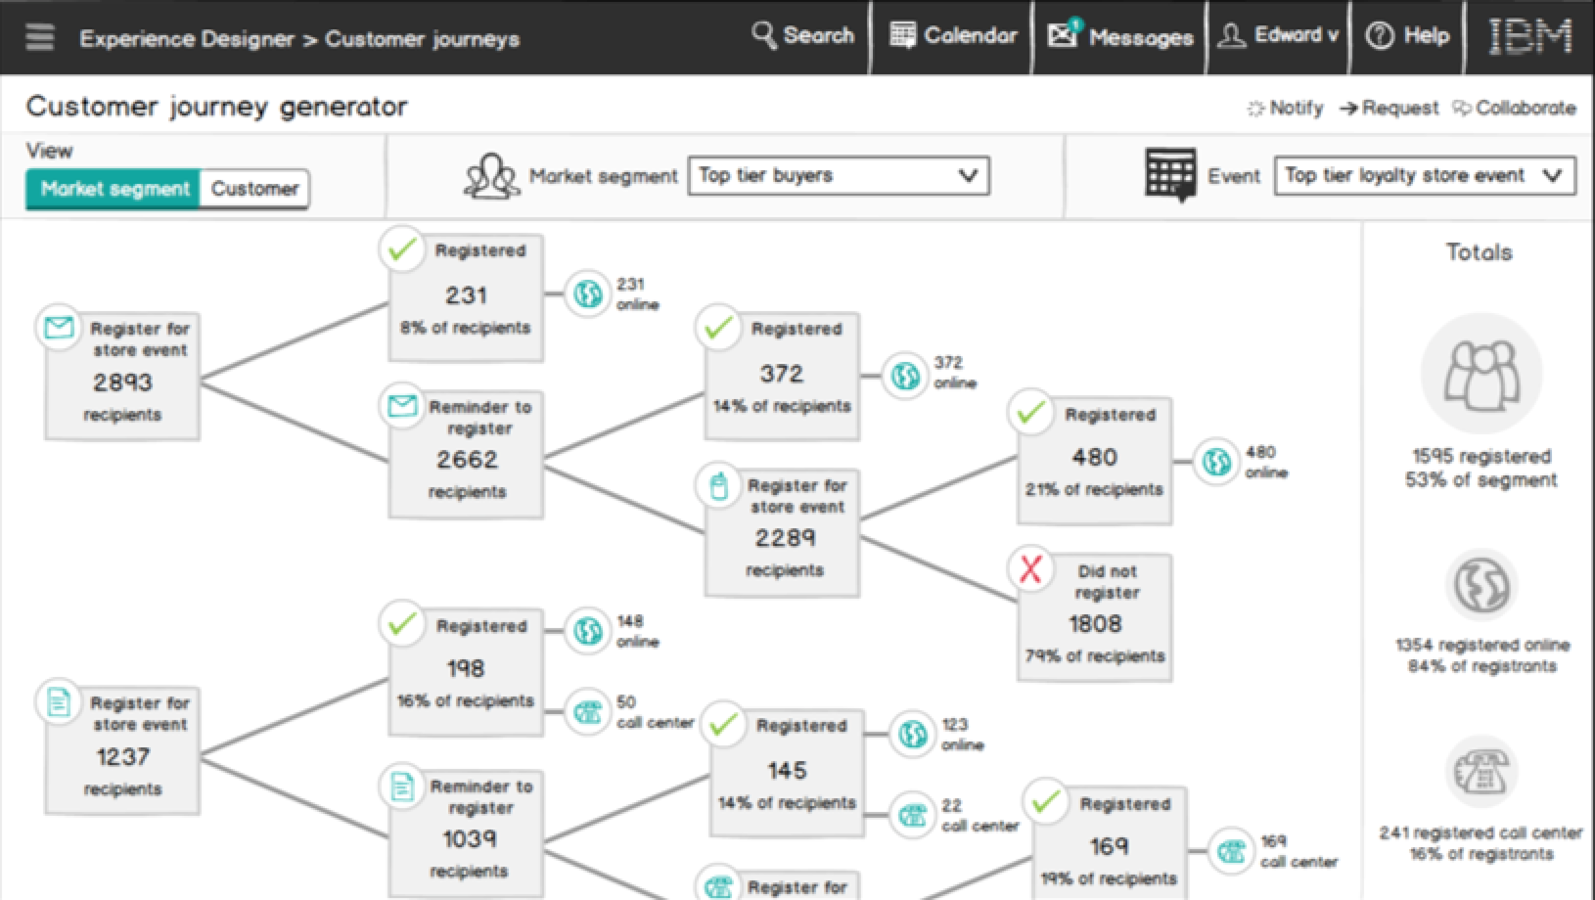 Experience Designer > Customer journeys
Search
Calendar
1
Messages
Edward v
Help
IBM
Customer journey generator
Notify
Request
Collaborate
View
Market segment
Customer
Market segment
Top tier buyers
Event
Top tier loyalty store event
Register for
store event
2893
recipients
Registered
231
8% of recipients
231
online
Reminder to
register
2662
recipients
Registered
372
14% of recipients
372
online
Register for
store event
2289
recipients
Registered
480
21% of recipients
480
online
Did not
register
1808
79% of recipients
Register for
store event
1237
recipients
Registered
198
16% of recipients
148
online
50
call center
Reminder to
register
1039
recipients
Registered
145
14% of recipients
123
online
22
call center
Register for
Registered
169
19% of recipients
169
call center
Totals
1595 registered
53% of segment
1354 registered online
84% of registrants
241 registered call center
16% of registrants